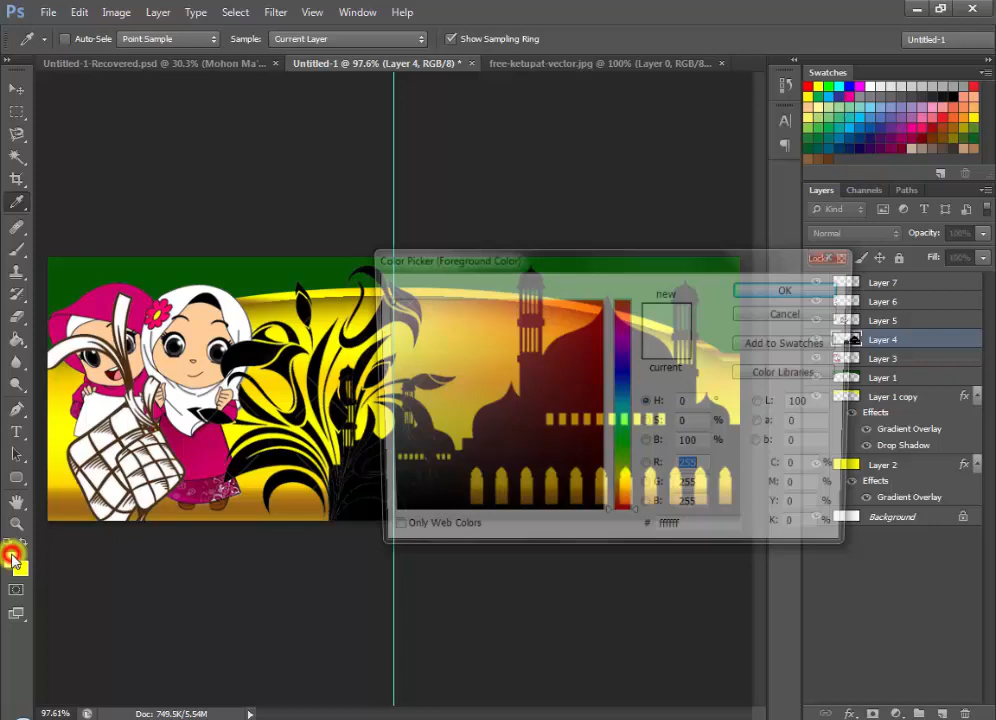 Ps File Edit Image Layer Type Select Filter View Window Help
Auto-Sele Point Sample Sample: Current Layer Show Sampling Ring Untitled-1
Untitled-1-Recovered.psd @ 30.3% (Mohon Ma'... × Untitled-1 @ 97.6% (Layer 4, RGB/8) * × free-ketupat-vector.jpg @ 100% (Layer 0, RGB/8... ×
Swatches
Layers Channels Paths
Kind
Normal Opacity: 100%
Fill: 100%
Layer 7
Layer 6
Layer 5
Layer 4
Layer 3
Layer 1
Layer 1 copy fx
Effects
Gradient Overlay
Drop Shadow
Layer 2 fx
Effects
Gradient Overlay
Background
Color Picker (Foreground Color)
new
current
OK
Cancel
Add to Swatches
Color Libraries
H: 0 °
S: 0 %
B: 100 %
R: 255
G: 255
B: 255
L: 100
a: 0
b: 0
C: 0 %
M: 0 %
Y: 0 %
K: 0 %
# ffffff
Only Web Colors
97.61% Doc: 749.5K/5.54M